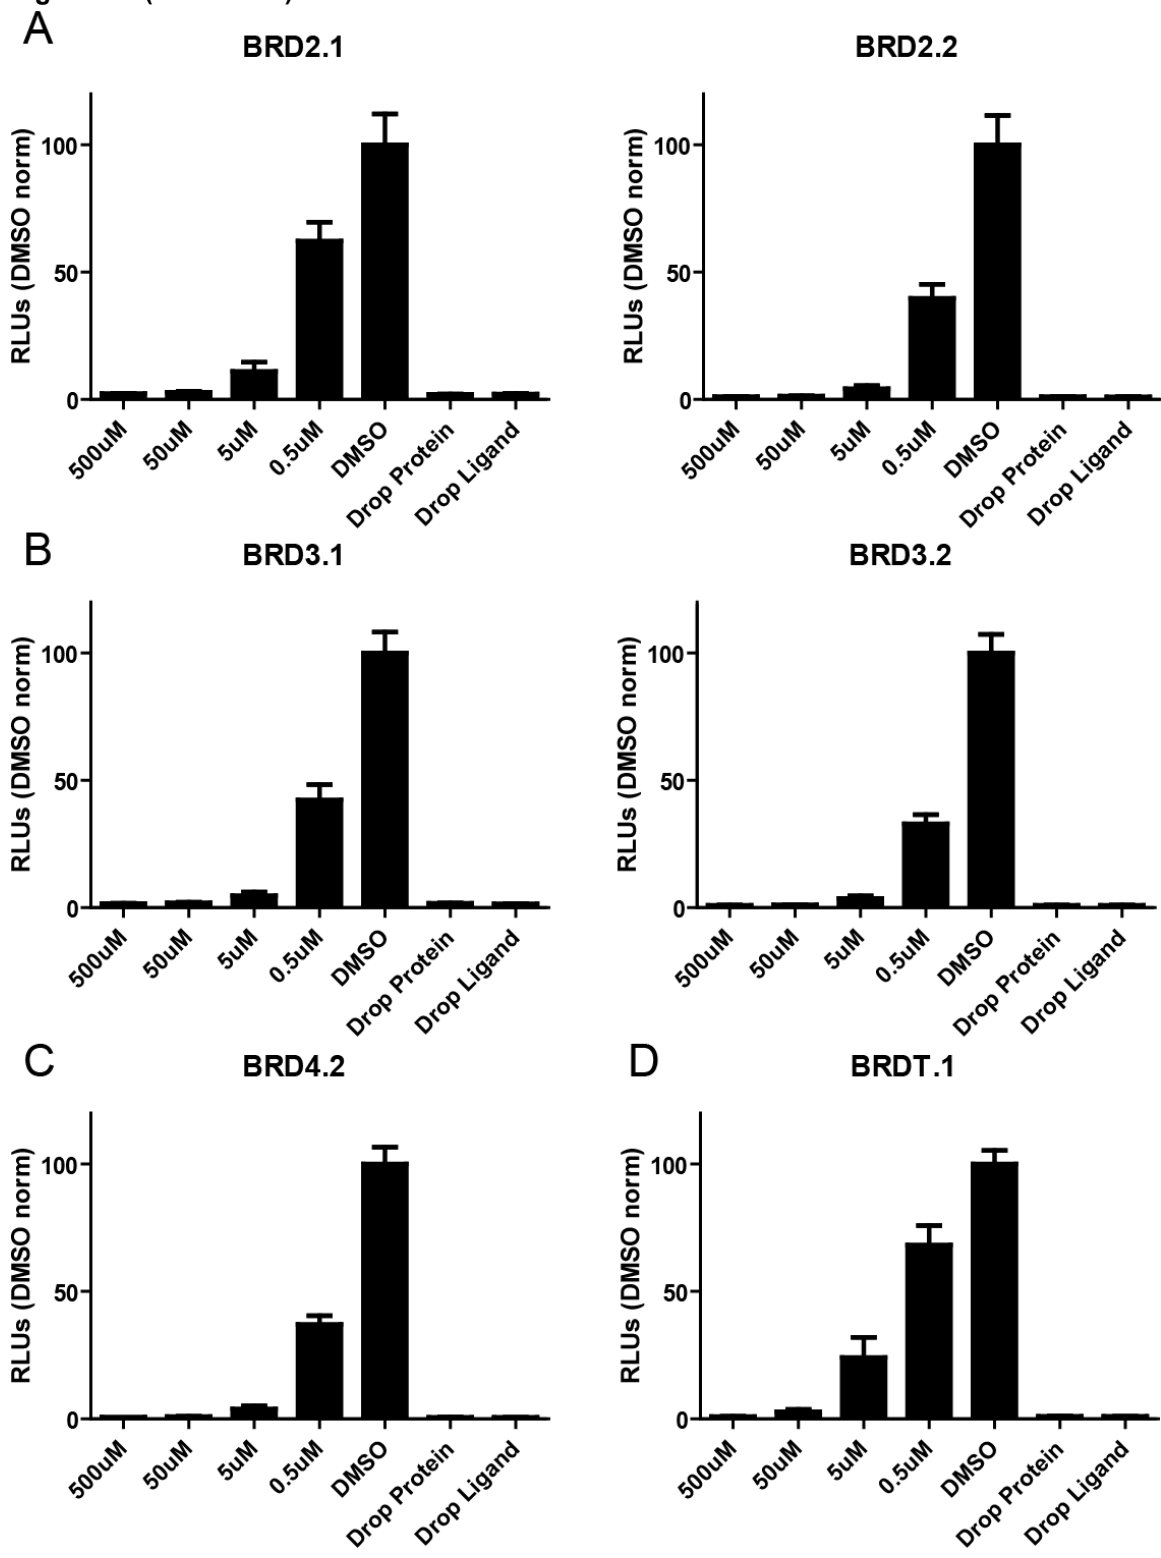 A
BRD2.1
BRD2.2
RLUs (DMSO norm)
100
50
0
500uM
50uM
5uM
0.5uM
DMSO
Drop Protein
Drop Ligand
RLUs (DMSO norm)
100
50
0
500uM
50uM
5uM
0.5uM
DMSO
Drop Protein
Drop Ligand
B
BRD3.1
BRD3.2
RLUs (DMSO norm)
100
50
0
500uM
50uM
5uM
0.5uM
DMSO
Drop Protein
Drop Ligand
RLUs (DMSO norm)
100
50
0
500uM
50uM
5uM
0.5uM
DMSO
Drop Protein
Drop Ligand
C
BRD4.2
D
BRDT.1
RLUs (DMSO norm)
100
50
0
500uM
50uM
5uM
0.5uM
DMSO
Drop Protein
Drop Ligand
RLUs (DMSO norm)
100
50
0
500uM
50uM
5uM
0.5uM
DMSO
Drop Protein
Drop Ligand